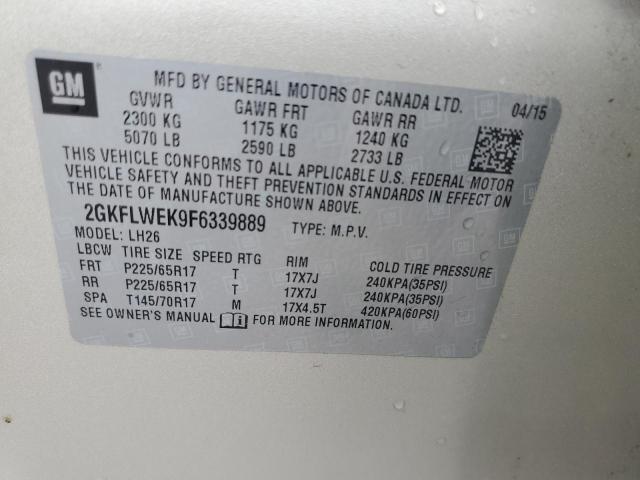 GM
MFD BY GENERAL MOTORS OF CANADA LTD. 04/15
GVWR GAWR FRT GAWR RR
2300 KG 1175 KG 1240 KG
5070 LB 2590 LB 2733 LB
THIS VEHICLE CONFORMS TO ALL APPLICABLE U.S. FEDERAL MOTOR
VEHICLE SAFETY AND THEFT PREVENTION STANDARDS IN EFFECT ON
THE DATE OF MANUFACTURE SHOWN ABOVE.
2GKFLWEK9F6339889 TYPE: M.P.V.
MODEL: LH26
LBCW TIRE SIZE SPEED RTG RIM COLD TIRE PRESSURE
FRT P225/65R17 T 17X7J 240KPA(35PSI)
RR P225/65R17 T 17X7J 240KPA(35PSI)
SPA T145/70R17 M 17X4.5T 420KPA(60PSI)
SEE OWNER'S MANUAL FOR MORE INFORMATION.